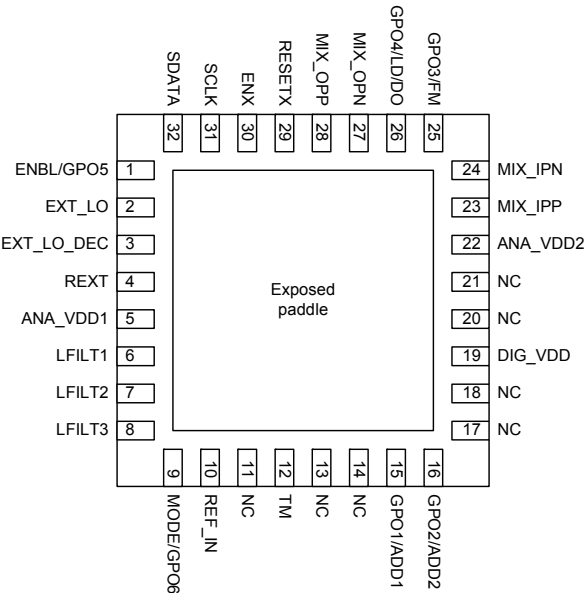 SDATA
SCLK
ENX
RESETX
MIX_OPP
MIX_OPN
GPO4/LD/DO
GPO3/FM
32
31
30
29
28
27
26
25
ENBL/GPO5 1
EXT_LO 2
EXT_LO_DEC 3
REXT 4
ANA_VDD1 5
LFILT1 6
LFILT2 7
LFILT3 8
Exposed
paddle
24 MIX_IPN
23 MIX_IPP
22 ANA_VDD2
21 NC
20 NC
19 DIG_VDD
18 NC
17 NC
9
10
11
12
13
14
15
16
MODE/GPO6
REF_IN
NC
TM
NC
NC
GPO1/ADD1
GPO2/ADD2